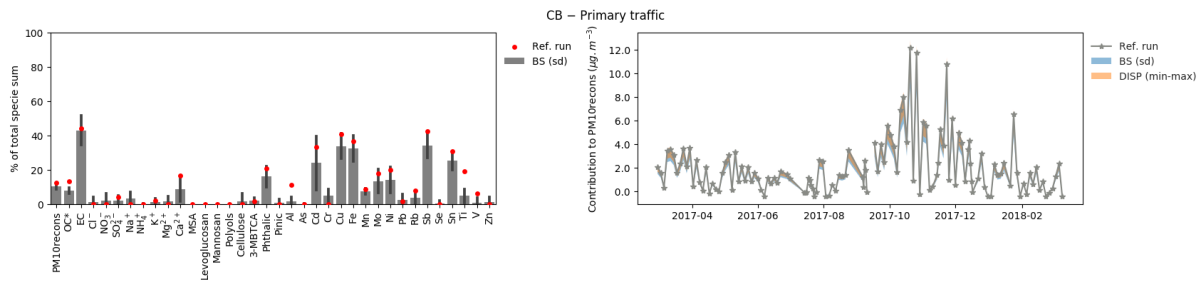 CB − Primary traffic
% of total specie sum
100
80
60
40
20
0
PM10recons
OC*
EC
Cl⁻
NO₃⁻
SO₄²⁻
Na⁺
NH₄⁺
K⁺
Mg²⁺
Ca²⁺
MSA
Levoglucosan
Mannosan
Polyols
Cellulose
3-MBTCA
Phthalic
Pinic
Al
As
Cd
Cr
Cu
Fe
Mn
Mo
Ni
Pb
Rb
Sb
Se
Sn
Ti
V
Zn
Ref. run
BS (sd)
Contribution to PM10recons (μg. m⁻³)
12.0
10.0
8.0
6.0
4.0
2.0
0.0
2017-04
2017-06
2017-08
2017-10
2017-12
2018-02
Ref. run
BS (sd)
DISP (min-max)